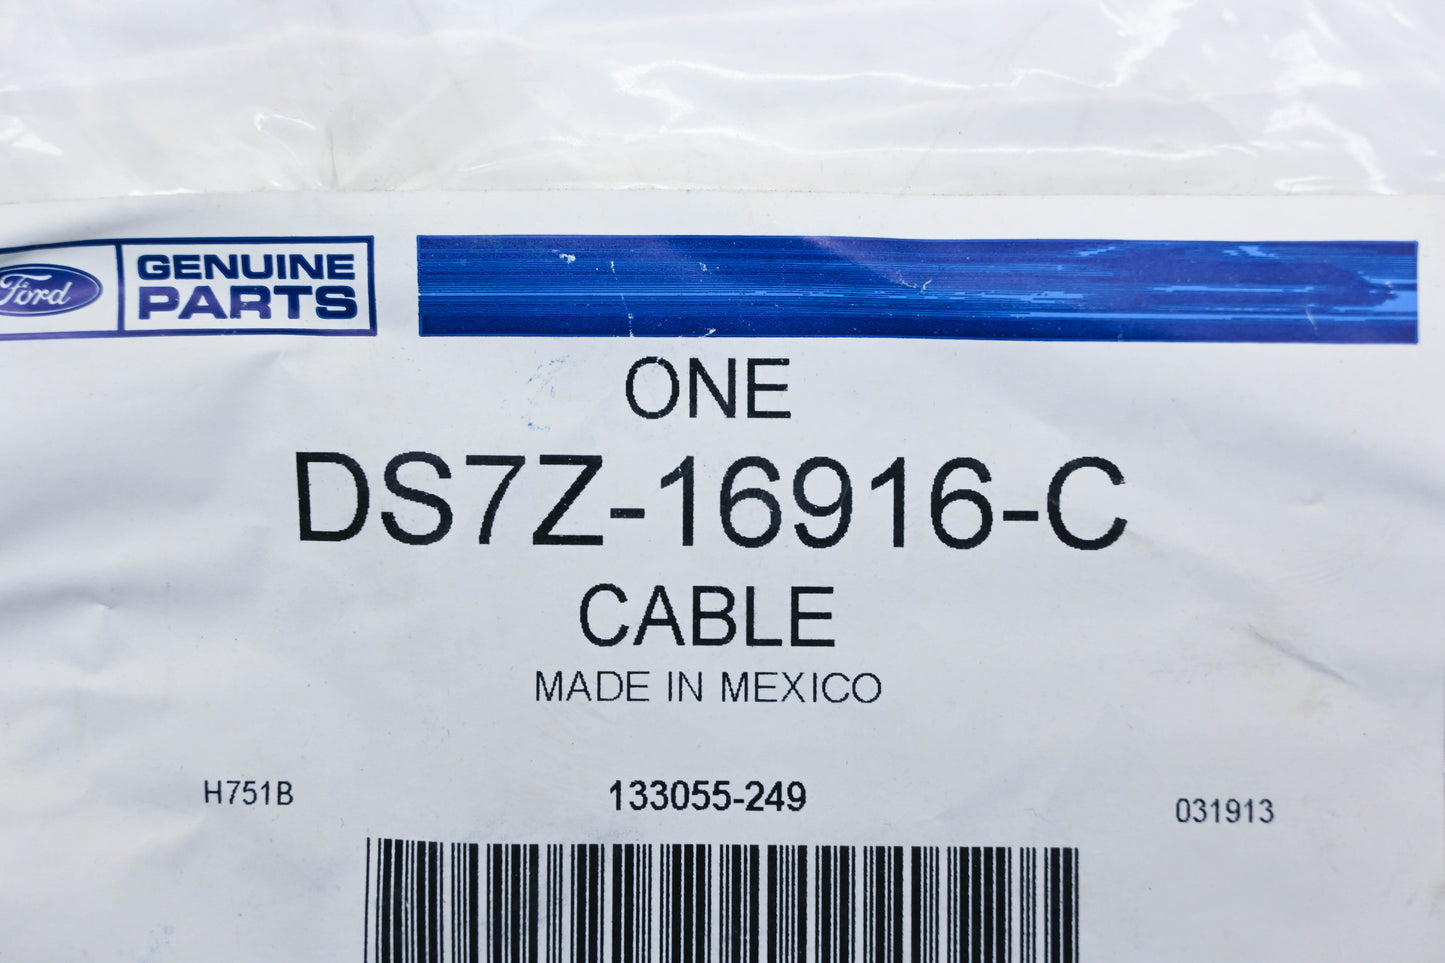 Ford
GENUINE
PARTS
ONE
DS7Z-16916-C
CABLE
MADE IN MEXICO
H751B
133055-249
031913